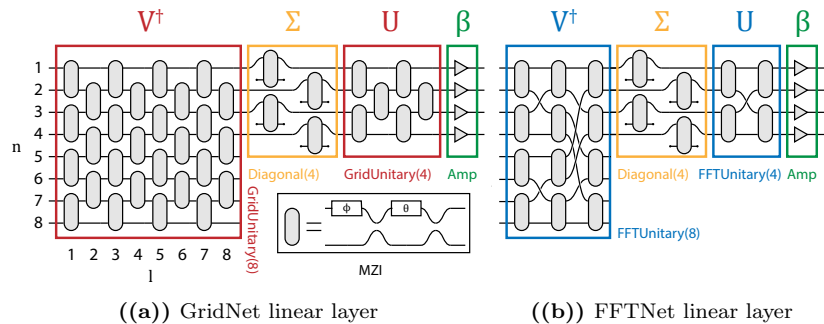 V† Σ U β
V† Σ U β
1
2
3
4
5
6
7
8
n
1 2 3 4 5 6 7 8
l
Diagonal(4)
GridUnitary(4)
Amp
GridUnitary(8)
ϕ
θ
MZI
Diagonal(4)
FFTUnitary(4)
Amp
FFTUnitary(8)
((a)) GridNet linear layer
((b)) FFTNet linear layer